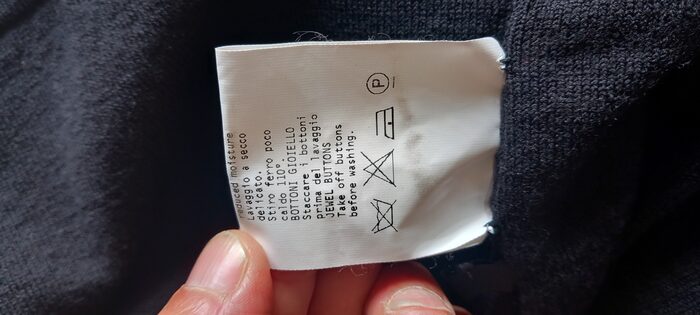 reduced moisture
Lavaggio a secco
delicato.
Stiro ferro poco
caldo 110°.
BOTTONI GIOIELLO
Staccare i bottoni
prima del lavaggio
JEWEL BUTTONS
Take off buttons
before washing.
P